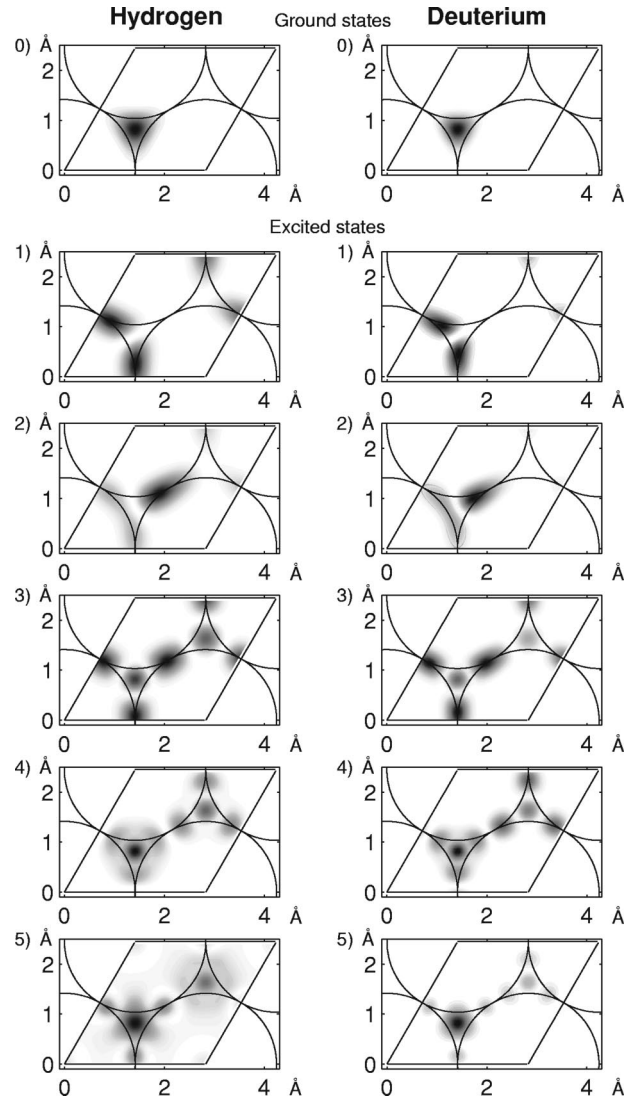 Hydrogen Deuterium
Ground states
0) Å 0) Å
2 2
1 1
0 0
0 2 4 Å 0 2 4 Å
Excited states
1) Å 1) Å
2 2
1 1
0 0
0 2 4 Å 0 2 4 Å
2) Å 2) Å
2 2
1 1
0 0
0 2 4 Å 0 2 4 Å
3) Å 3) Å
2 2
1 1
0 0
0 2 4 Å 0 2 4 Å
4) Å 4) Å
2 2
1 1
0 0
0 2 4 Å 0 2 4 Å
5) Å 5) Å
2 2
1 1
0 0
0 2 4 Å 0 2 4 Å